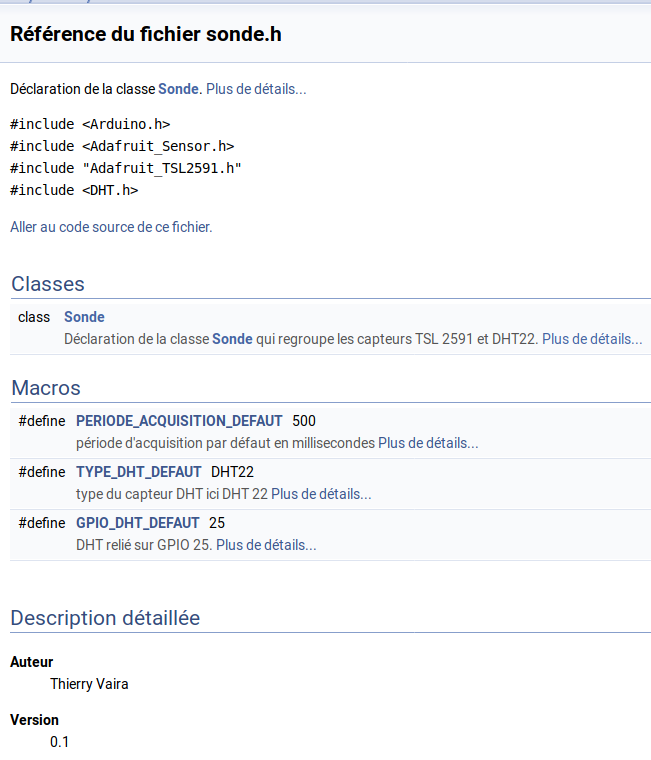 Référence du fichier sonde.h
Déclaration de la classe Sonde. Plus de détails...
#include <Arduino.h>
#include <Adafruit_Sensor.h>
#include "Adafruit_TSL2591.h"
#include <DHT.h>
Aller au code source de ce fichier.
Classes
class Sonde
Déclaration de la classe Sonde qui regroupe les capteurs TSL 2591 et DHT22. Plus de détails...
Macros
#define PERIODE_ACQUISITION_DEFAUT 500
période d'acquisition par défaut en millisecondes Plus de détails...
#define TYPE_DHT_DEFAUT DHT22
type du capteur DHT ici DHT 22 Plus de détails...
#define GPIO_DHT_DEFAUT 25
DHT relié sur GPIO 25. Plus de détails...
Description détaillée
Auteur
Thierry Vaira
Version
0.1